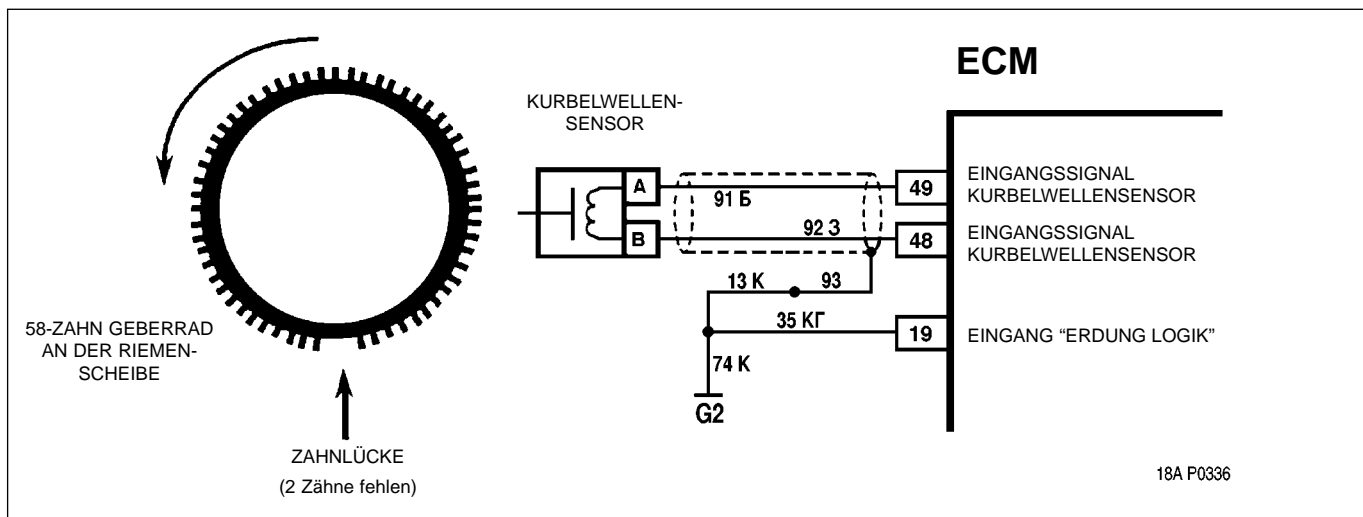 ECM
KURBELWELLEN-
SENSOR
A
B
91 Б
92 З
49
EINGANGSSIGNAL
KURBELWELLENSENSOR
48
EINGANGSSIGNAL
KURBELWELLENSENSOR
13 К
93
35 КГ
19
EINGANG “ERDUNG LOGIK”
74 К
G2
58-ZAHN GEBERRAD
AN DER RIEMEN-
SCHEIBE
ZAHNLÜCKE
(2 Zähne fehlen)
18A P0336